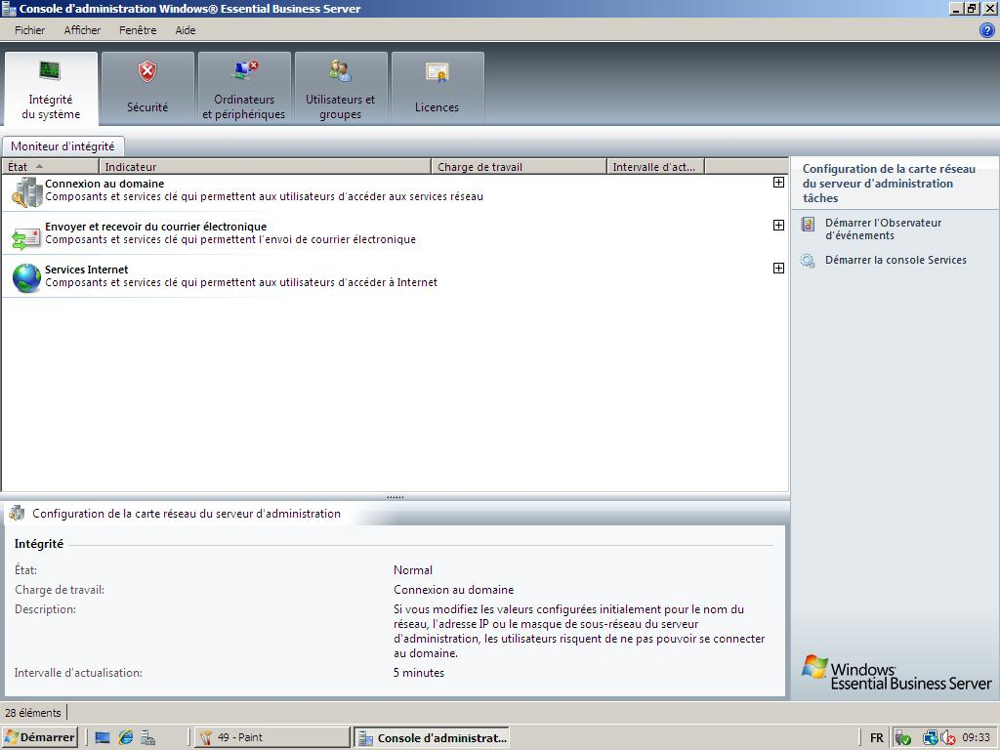 Console d'administration Windows® Essential Business Server
Fichier Afficher Fenêtre Aide
Intégrité
du système
Sécurité
Ordinateurs
et périphériques
Utilisateurs et
groupes
Licences
Moniteur d'intégrité
État Indicateur Charge de travail Intervalle d'act...
Connexion au domaine
Composants et services clé qui permettent aux utilisateurs d'accéder aux services réseau
Envoyer et recevoir du courrier électronique
Composants et services clé qui permettent l'envoi de courrier électronique
Services Internet
Composants et services clé qui permettent aux utilisateurs d'accéder à Internet
Configuration de la carte réseau
du serveur d'administration
tâches
Démarrer l'Observateur
d'événements
Démarrer la console Services
Configuration de la carte réseau du serveur d'administration
Intégrité
État: Normal
Charge de travail: Connexion au domaine
Description: Si vous modifiez les valeurs configurées initialement pour le nom du
réseau, l'adresse IP ou le masque de sous-réseau du serveur
d'administration, les utilisateurs risquent de ne pas pouvoir se connecter
au domaine.
Intervalle d'actualisation: 5 minutes
Windows
Essential Business Server
28 éléments
Démarrer 49 - Paint Console d'administrat... FR 09:33